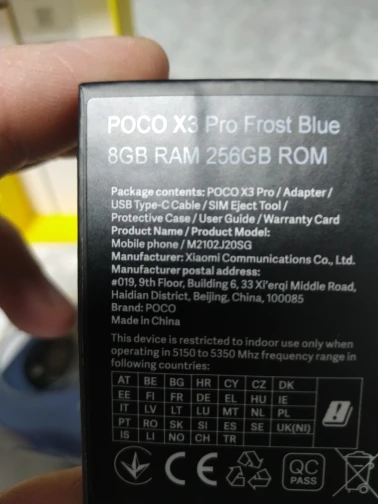 POCO X3 Pro Frost Blue
8GB RAM 256GB ROM
Package contents: POCO X3 Pro / Adapter /
USB Type-C Cable / SIM Eject Tool /
Protective Case / User Guide / Warranty Card
Product Name / Product Model:
Mobile phone / M2102J20SG
Manufacturer: Xiaomi Communications Co., Ltd.
Manufacturer postal address:
#019, 9th Floor, Building 6, 33 Xi'erqi Middle Road,
Haidian District, Beijing, China, 100085
Brand: POCO
Made in China
This device is restricted to indoor use only when
operating in 5150 to 5350 Mhz frequency range in
following countries:
AT BE BG HR CY CZ DK
EE FI FR DE EL HU IE
IT LV LT LU MT NL PL
PT RO SK SI ES SE UK(NI)
IS LI NO CH TR
CE QC
PASS